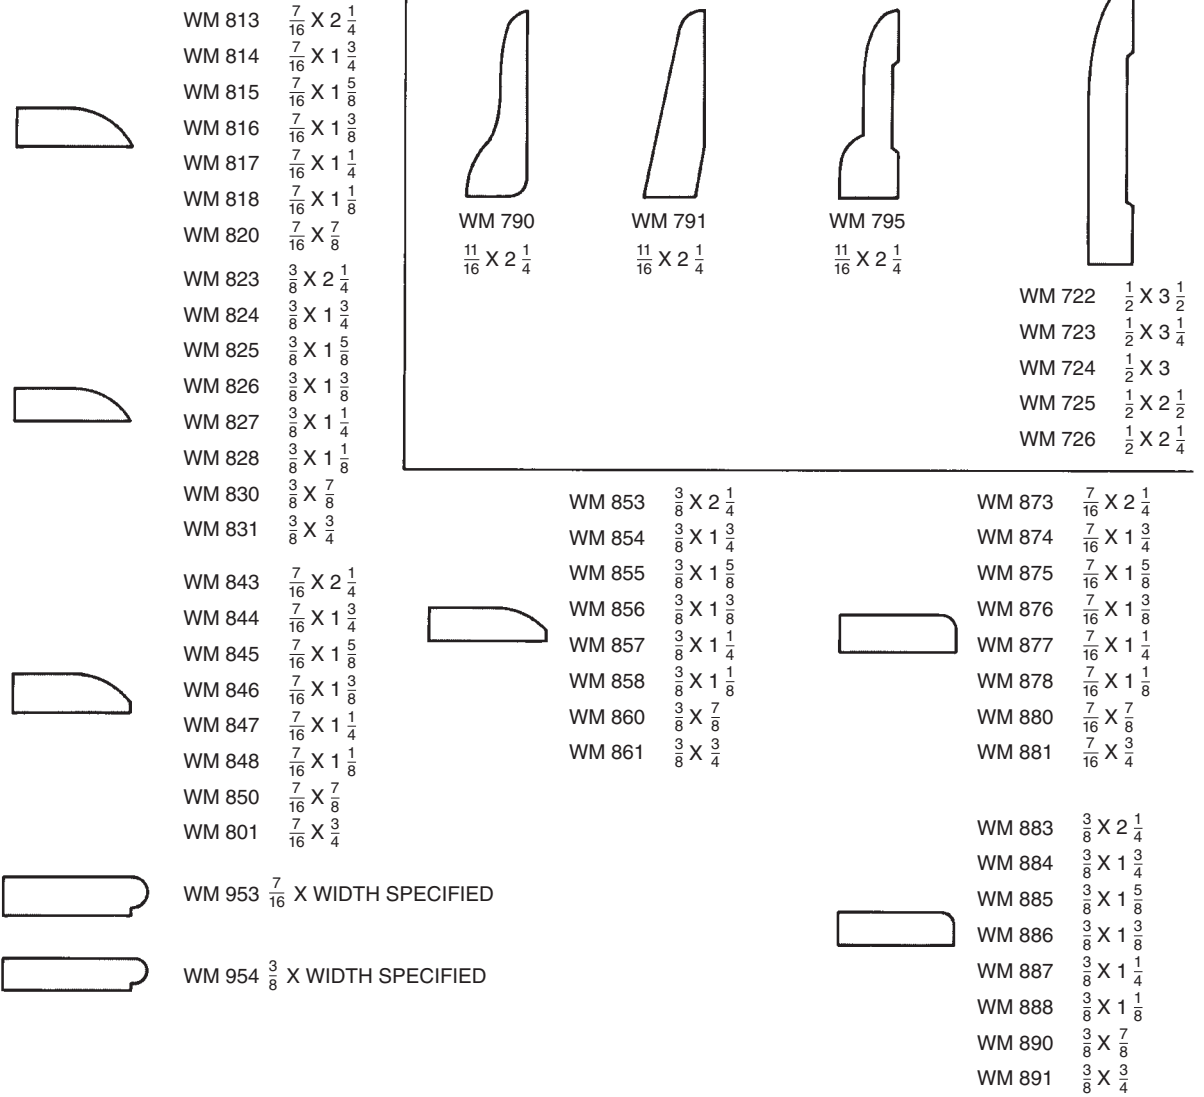 WM 813 7/16 X 2 1/4
WM 814 7/16 X 1 3/4
WM 815 7/16 X 1 5/8
WM 816 7/16 X 1 3/8
WM 817 7/16 X 1 1/4
WM 818 7/16 X 1 1/8
WM 820 7/16 X 7/8
WM 823 3/8 X 2 1/4
WM 824 3/8 X 1 3/4
WM 825 3/8 X 1 5/8
WM 826 3/8 X 1 3/8
WM 827 3/8 X 1 1/4
WM 828 3/8 X 1 1/8
WM 830 3/8 X 7/8
WM 831 3/8 X 3/4
WM 843 7/16 X 2 1/4
WM 844 7/16 X 1 3/4
WM 845 7/16 X 1 5/8
WM 846 7/16 X 1 3/8
WM 847 7/16 X 1 1/4
WM 848 7/16 X 1 1/8
WM 850 7/16 X 7/8
WM 801 7/16 X 3/4
WM 953 7/16 X WIDTH SPECIFIED
WM 954 3/8 X WIDTH SPECIFIED
WM 790
11/16 X 2 1/4
WM 791
11/16 X 2 1/4
WM 795
11/16 X 2 1/4
WM 722 1/2 X 3 1/2
WM 723 1/2 X 3 1/4
WM 724 1/2 X 3
WM 725 1/2 X 2 1/2
WM 726 1/2 X 2 1/4
WM 853 3/8 X 2 1/4
WM 854 3/8 X 1 3/4
WM 855 3/8 X 1 5/8
WM 856 3/8 X 1 3/8
WM 857 3/8 X 1 1/4
WM 858 3/8 X 1 1/8
WM 860 3/8 X 7/8
WM 861 3/8 X 3/4
WM 873 7/16 X 2 1/4
WM 874 7/16 X 1 3/4
WM 875 7/16 X 1 5/8
WM 876 7/16 X 1 3/8
WM 877 7/16 X 1 1/4
WM 878 7/16 X 1 1/8
WM 880 7/16 X 7/8
WM 881 7/16 X 3/4
WM 883 3/8 X 2 1/4
WM 884 3/8 X 1 3/4
WM 885 3/8 X 1 5/8
WM 886 3/8 X 1 3/8
WM 887 3/8 X 1 1/4
WM 888 3/8 X 1 1/8
WM 890 3/8 X 7/8
WM 891 3/8 X 3/4